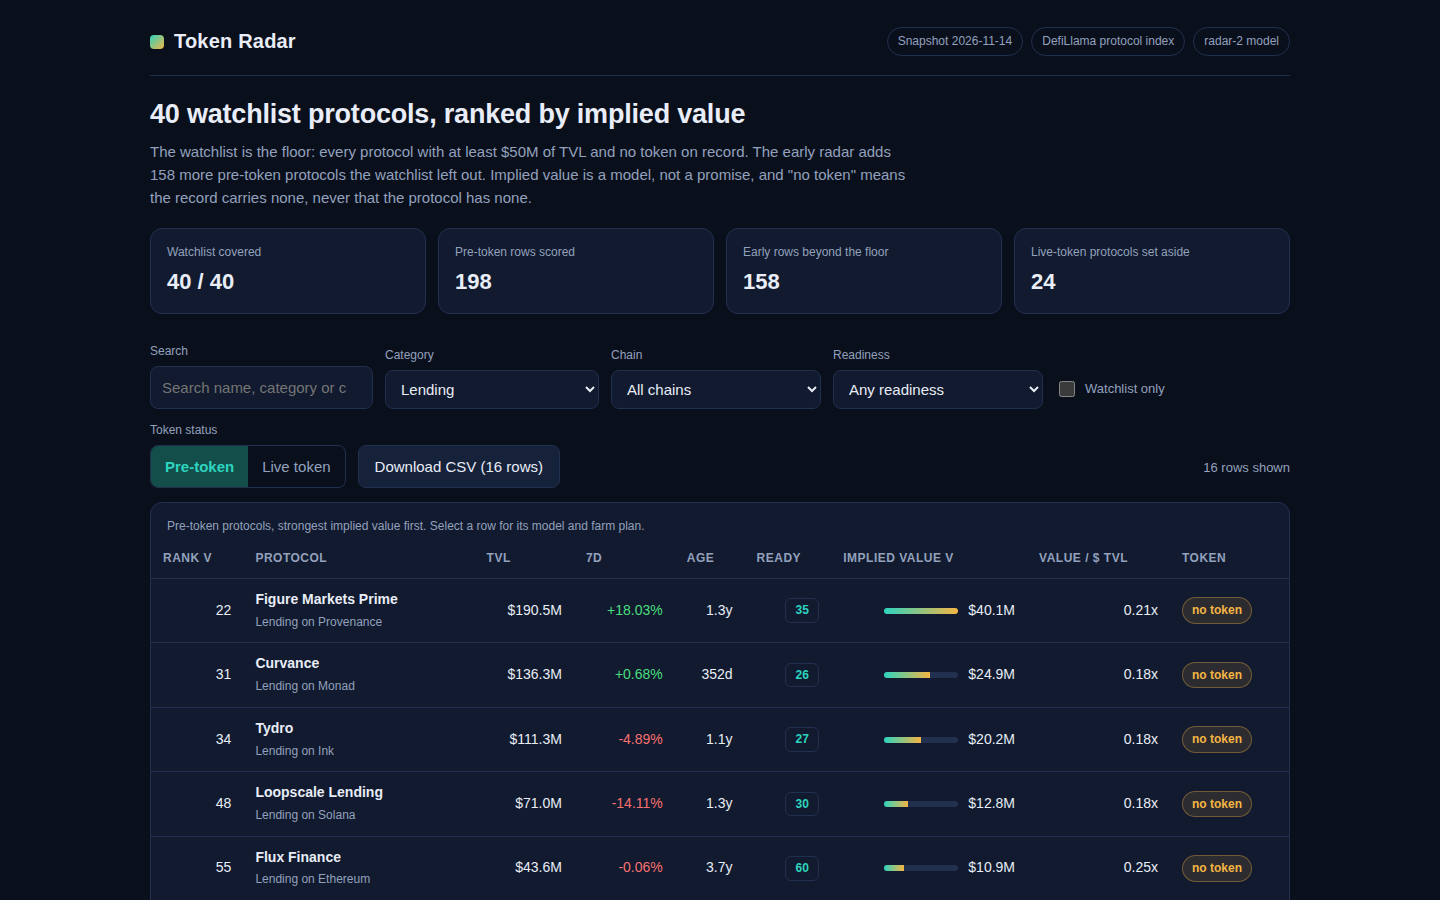 Token Radar
Snapshot 2026-11-14
DefiLlama protocol index
radar-2 model
40 watchlist protocols, ranked by implied value
The watchlist is the floor: every protocol with at least $50M of TVL and no token on record. The early radar adds
158 more pre-token protocols the watchlist left out. Implied value is a model, not a promise, and "no token" means
the record carries none, never that the protocol has none.
Watchlist covered
40 / 40
Pre-token rows scored
198
Early rows beyond the floor
158
Live-token protocols set aside
24
Search
Search name, category or c
Category
Lending
Chain
All chains
Readiness
Any readiness
Watchlist only
Token status
Pre-token
Live token
Download CSV (16 rows)
16 rows shown
Pre-token protocols, strongest implied value first. Select a row for its model and farm plan.
RANK V PROTOCOL TVL 7D AGE READY IMPLIED VALUE V VALUE / $ TVL TOKEN
22 Figure Markets Prime $190.5M +18.03% 1.3y 35 $40.1M 0.21x no token
Lending on Provenance
31 Curvance $136.3M +0.68% 352d 26 $24.9M 0.18x no token
Lending on Monad
34 Tydro $111.3M -4.89% 1.1y 27 $20.2M 0.18x no token
Lending on Ink
48 Loopscale Lending $71.0M -14.11% 1.3y 30 $12.8M 0.18x no token
Lending on Solana
55 Flux Finance $43.6M -0.06% 3.7y 60 $10.9M 0.25x no token
Lending on Ethereum